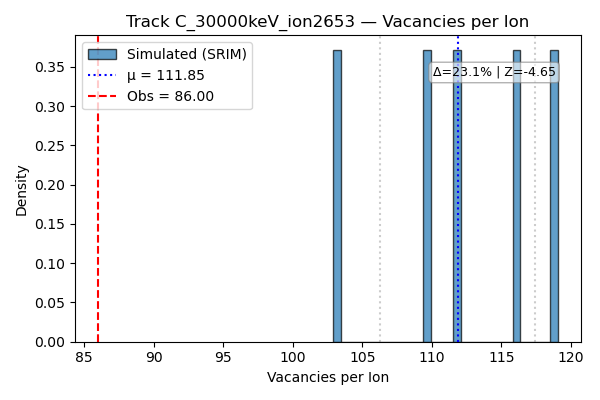 Track C_30000keV_ion2653 — Vacancies per Ion
Simulated (SRIM)
μ = 111.85
Obs = 86.00
Δ=23.1% | Z=-4.65
0.35
0.30
0.25
0.20
0.15
0.10
0.05
0.00
Density
85 90 95 100 105 110 115 120
Vacancies per Ion